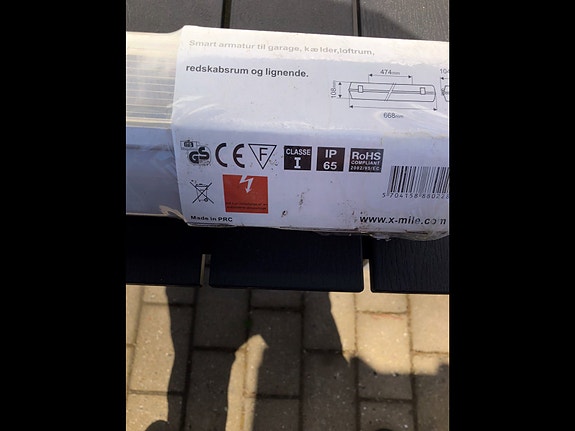 Smart armatur til garage, kælder,loftrum,
redskabsrum og lignende.
474mm
108mm
668mm
GS
CE
F
CLASSE I
IP 65
RoHS
COMPLIANT
2002/95/EC
Made in PRC
www.x-mile.com